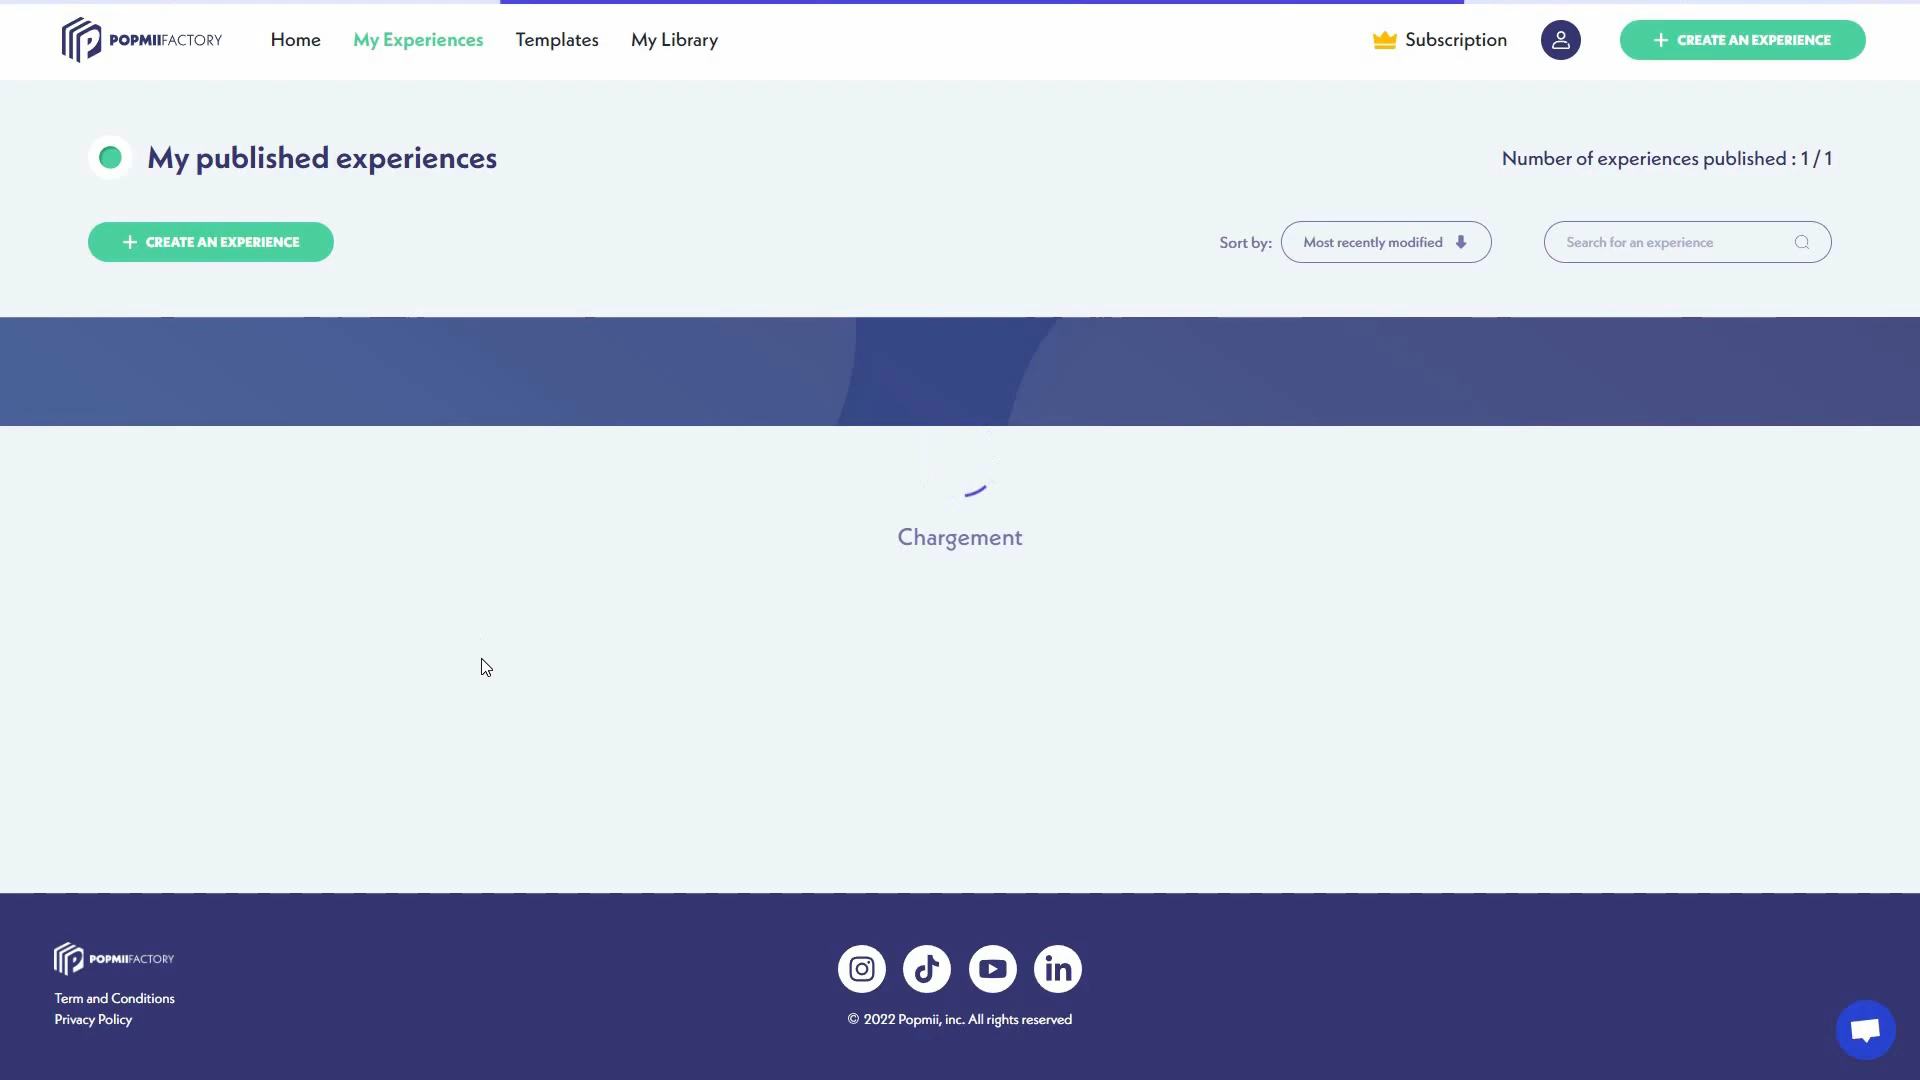 POPMIIFACTORY
Home
My Experiences
Templates
My Library
Subscription
CREATE AN EXPERIENCE
My published experiences
Number of experiences published : 1 / 1
CREATE AN EXPERIENCE
Sort by:
Most recently modified
Search for an experience
Chargement
POPMIIFACTORY
Term and Conditions
Privacy Policy
© 2022 Popmii, inc. All rights reserved